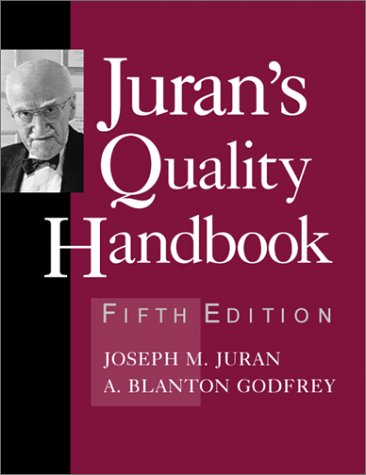 Juran's
Quality
Handbook
FIFTH EDITION
JOSEPH M. JURAN
A. BLANTON GODFREY